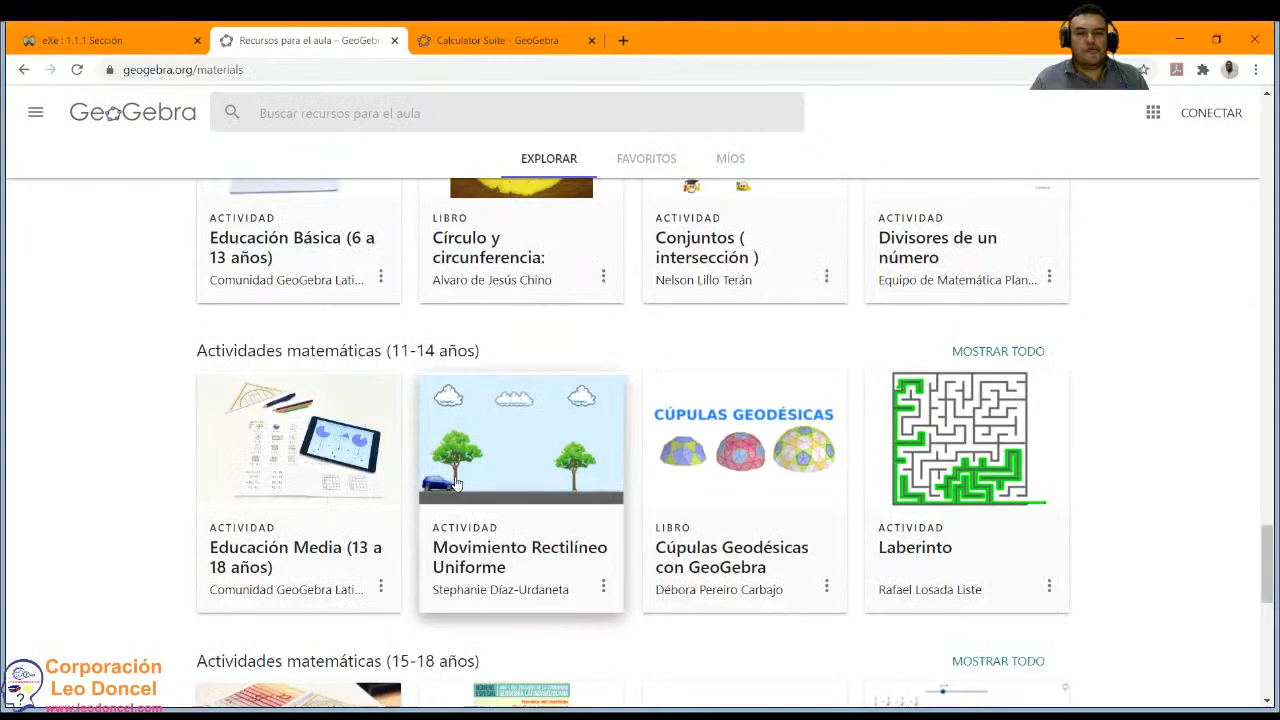 eXe : 1.1.1 Sección
Recursos para el aula – GeoGebra
Calculator Suite - GeoGebra
geogebra.org/materials
GeoGebra
Buscar recursos para el aula
CONECTAR
EXPLORAR
FAVORITOS
MÍOS
ACTIVIDAD
Educación Básica (6 a
13 años)
Comunidad GeoGebra Lati...
LIBRO
Círculo y
circunferencia:
Alvaro de Jesús Chino
ACTIVIDAD
Conjuntos (
intersección )
Nelson Lillo Terán
ACTIVIDAD
Divisores de un
número
Equipo de Matemática Plan...
Actividades matemáticas (11-14 años)
MOSTRAR TODO
ACTIVIDAD
Educación Media (13 a
18 años)
Comunidad GeoGebra Lati...
ACTIVIDAD
Movimiento Rectilíneo
Uniforme
Stephanie Díaz-Urdaneta
CÚPULAS GEODÉSICAS
LIBRO
Cúpulas Geodésicas
con GeoGebra
Débora Pereiro Carbajo
ACTIVIDAD
Laberinto
Rafael Losada Liste
Actividades matemáticas (15-18 años)
MOSTRAR TODO
Corporación
Leo Doncel
www.leodoncel.com